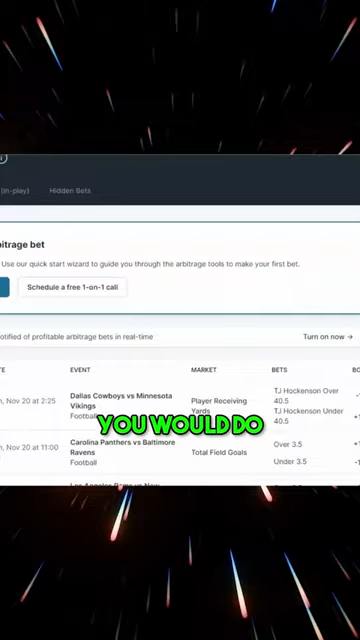 (in-play) Hidden Bets
bitrage bet
Use our quick start wizard to guide you through the arbitrage tools to make your first bet.
Schedule a free 1-on-1 call
otified of profitable arbitrage bets in real-time Turn on now →
TE EVENT MARKET BETS BO
n, Nov 20 at 2:25 Dallas Cowboys vs Minnesota Vikings Football Player Receiving Yards TJ Hockenson Over 40.5 TJ Hockenson Under 40.5
YOU WOULD DO
n, Nov 20 at 11:00 Carolina Panthers vs Baltimore Ravens Football Total Field Goals Over 3.5 Under 3.5